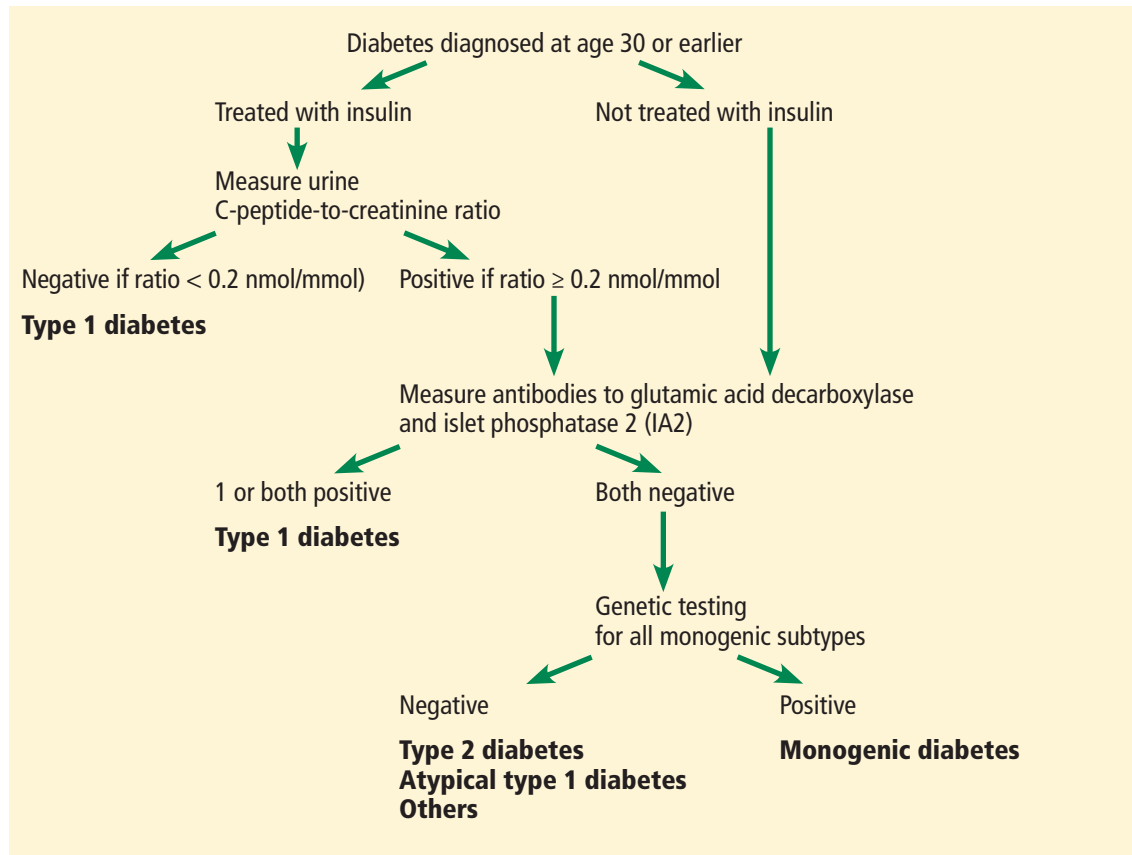 Diabetes diagnosed at age 30 or earlier
Treated with insulin
Not treated with insulin
Measure urine
C-peptide-to-creatinine ratio
Negative if ratio < 0.2 nmol/mmol)
Positive if ratio ≥ 0.2 nmol/mmol
Type 1 diabetes
Measure antibodies to glutamic acid decarboxylase
and islet phosphatase 2 (IA2)
1 or both positive
Both negative
Type 1 diabetes
Genetic testing
for all monogenic subtypes
Negative
Positive
Type 2 diabetes
Monogenic diabetes
Atypical type 1 diabetes
Others